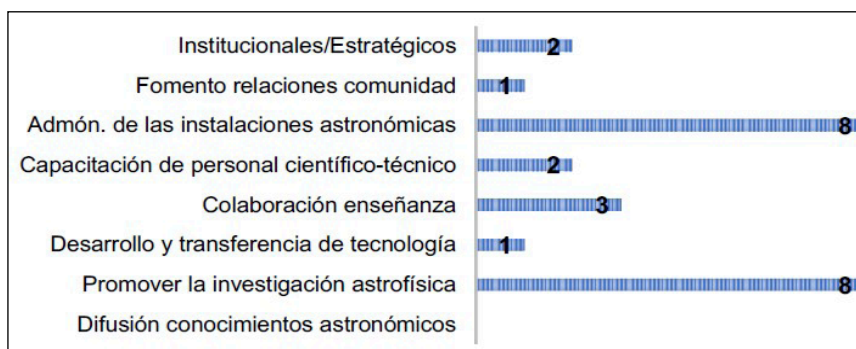 Institucionales/Estratégicos 2
Fomento relaciones comunidad 1
Admón. de las instalaciones astronómicas 8
Capacitación de personal científico-técnico 2
Colaboración enseñanza 3
Desarrollo y transferencia de tecnología 1
Promover la investigación astrofísica 8
Difusión conocimientos astronómicos